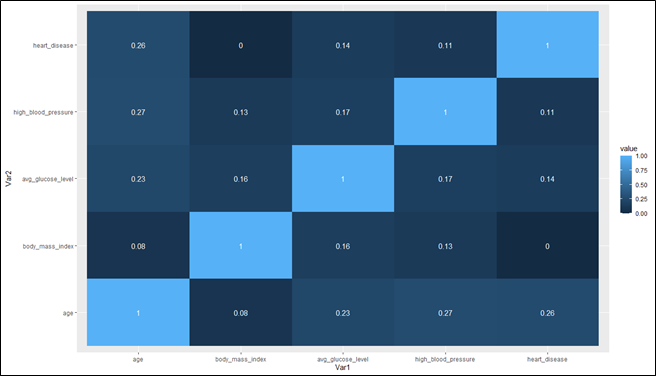 heart_disease 0.26 0 0.14 0.11 1
high_blood_pressure 0.27 0.13 0.17 1 0.11
avg_glucose_level 0.23 0.16 1 0.17 0.14
body_mass_index 0.08 1 0.16 0.13 0
age 1 0.08 0.23 0.27 0.26
age body_mass_index avg_glucose_level high_blood_pressure heart_disease
Var1
Var2
value
1.00
0.75
0.50
0.25
0.00